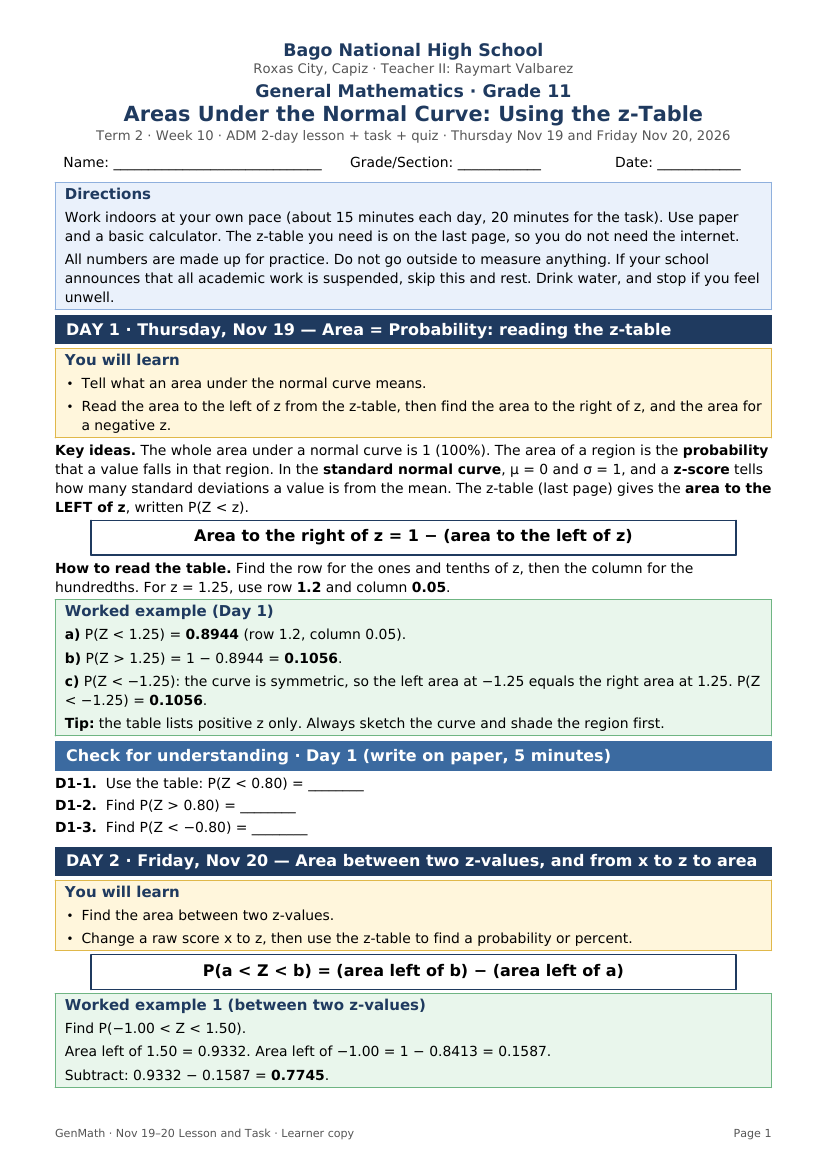 Bago National High School
Roxas City, Capiz · Teacher II: Raymart Valbarez
General Mathematics · Grade 11
Areas Under the Normal Curve: Using the z-Table
Term 2 · Week 10 · ADM 2-day lesson + task + quiz · Thursday Nov 19 and Friday Nov 20, 2026
Name: ______________________________ Grade/Section: ____________ Date: ____________
Directions
Work indoors at your own pace (about 15 minutes each day, 20 minutes for the task). Use paper
and a basic calculator. The z-table you need is on the last page, so you do not need the internet.
All numbers are made up for practice. Do not go outside to measure anything. If your school
announces that all academic work is suspended, skip this and rest. Drink water, and stop if you feel
unwell.
DAY 1 · Thursday, Nov 19 — Area = Probability: reading the z-table
You will learn
• Tell what an area under the normal curve means.
• Read the area to the left of z from the z-table, then find the area to the right of z, and the area for
a negative z.
Key ideas. The whole area under a normal curve is 1 (100%). The area of a region is the probability
that a value falls in that region. In the standard normal curve, μ = 0 and σ = 1, and a z-score tells
how many standard deviations a value is from the mean. The z-table (last page) gives the area to the
LEFT of z, written P(Z < z).
Area to the right of z = 1 − (area to the left of z)
How to read the table. Find the row for the ones and tenths of z, then the column for the
hundredths. For z = 1.25, use row 1.2 and column 0.05.
Worked example (Day 1)
a) P(Z < 1.25) = 0.8944 (row 1.2, column 0.05).
b) P(Z > 1.25) = 1 − 0.8944 = 0.1056.
c) P(Z < −1.25): the curve is symmetric, so the left area at −1.25 equals the right area at 1.25. P(Z
< −1.25) = 0.1056.
Tip: the table lists positive z only. Always sketch the curve and shade the region first.
Check for understanding · Day 1 (write on paper, 5 minutes)
D1-1. Use the table: P(Z < 0.80) = ________
D1-2. Find P(Z > 0.80) = ________
D1-3. Find P(Z < −0.80) = ________
DAY 2 · Friday, Nov 20 — Area between two z-values, and from x to z to area
You will learn
• Find the area between two z-values.
• Change a raw score x to z, then use the z-table to find a probability or percent.
P(a < Z < b) = (area left of b) − (area left of a)
Worked example 1 (between two z-values)
Find P(−1.00 < Z < 1.50).
Area left of 1.50 = 0.9332. Area left of −1.00 = 1 − 0.8413 = 0.1587.
Subtract: 0.9332 − 0.1587 = 0.7745.
GenMath · Nov 19–20 Lesson and Task · Learner copy Page 1